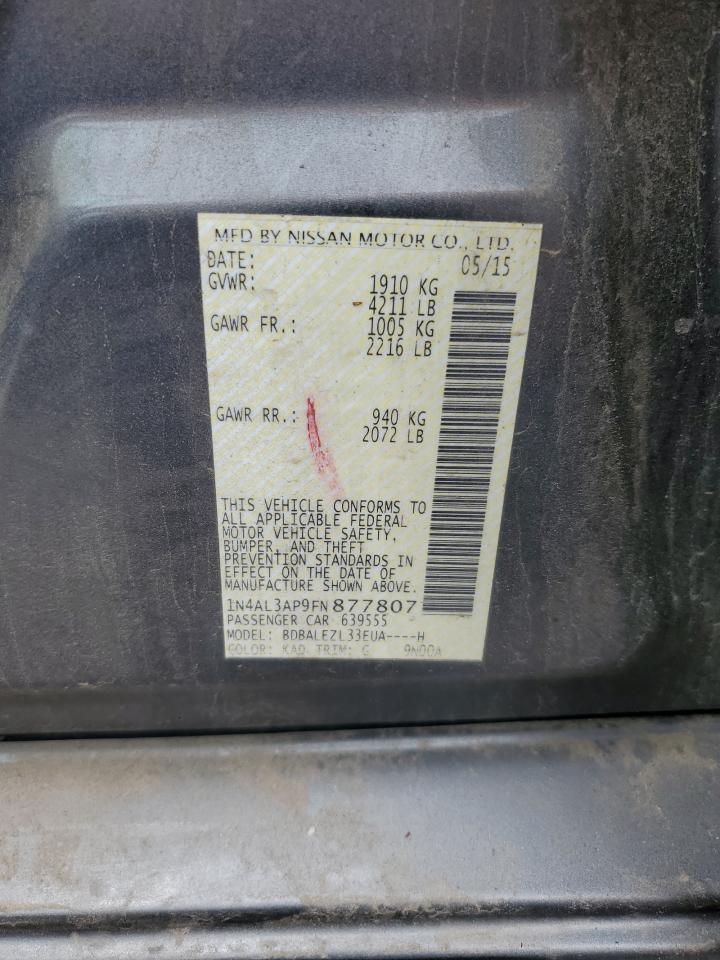 MFD BY NISSAN MOTOR CO., LTD.
DATE: 05/15
GVWR: 1910 KG
4211 LB
GAWR FR.: 1005 KG
2216 LB
GAWR RR.: 940 KG
2072 LB
THIS VEHICLE CONFORMS TO
ALL APPLICABLE FEDERAL
MOTOR VEHICLE SAFETY,
BUMPER, AND THEFT
PREVENTION STANDARDS IN
EFFECT ON THE DATE OF
MANUFACTURE SHOWN ABOVE.
1N4AL3AP9FN877807
PASSENGER CAR 639555
MODEL: BDBALEZL33EUA----H
COLOR: KAD TRIM: G 9N00A